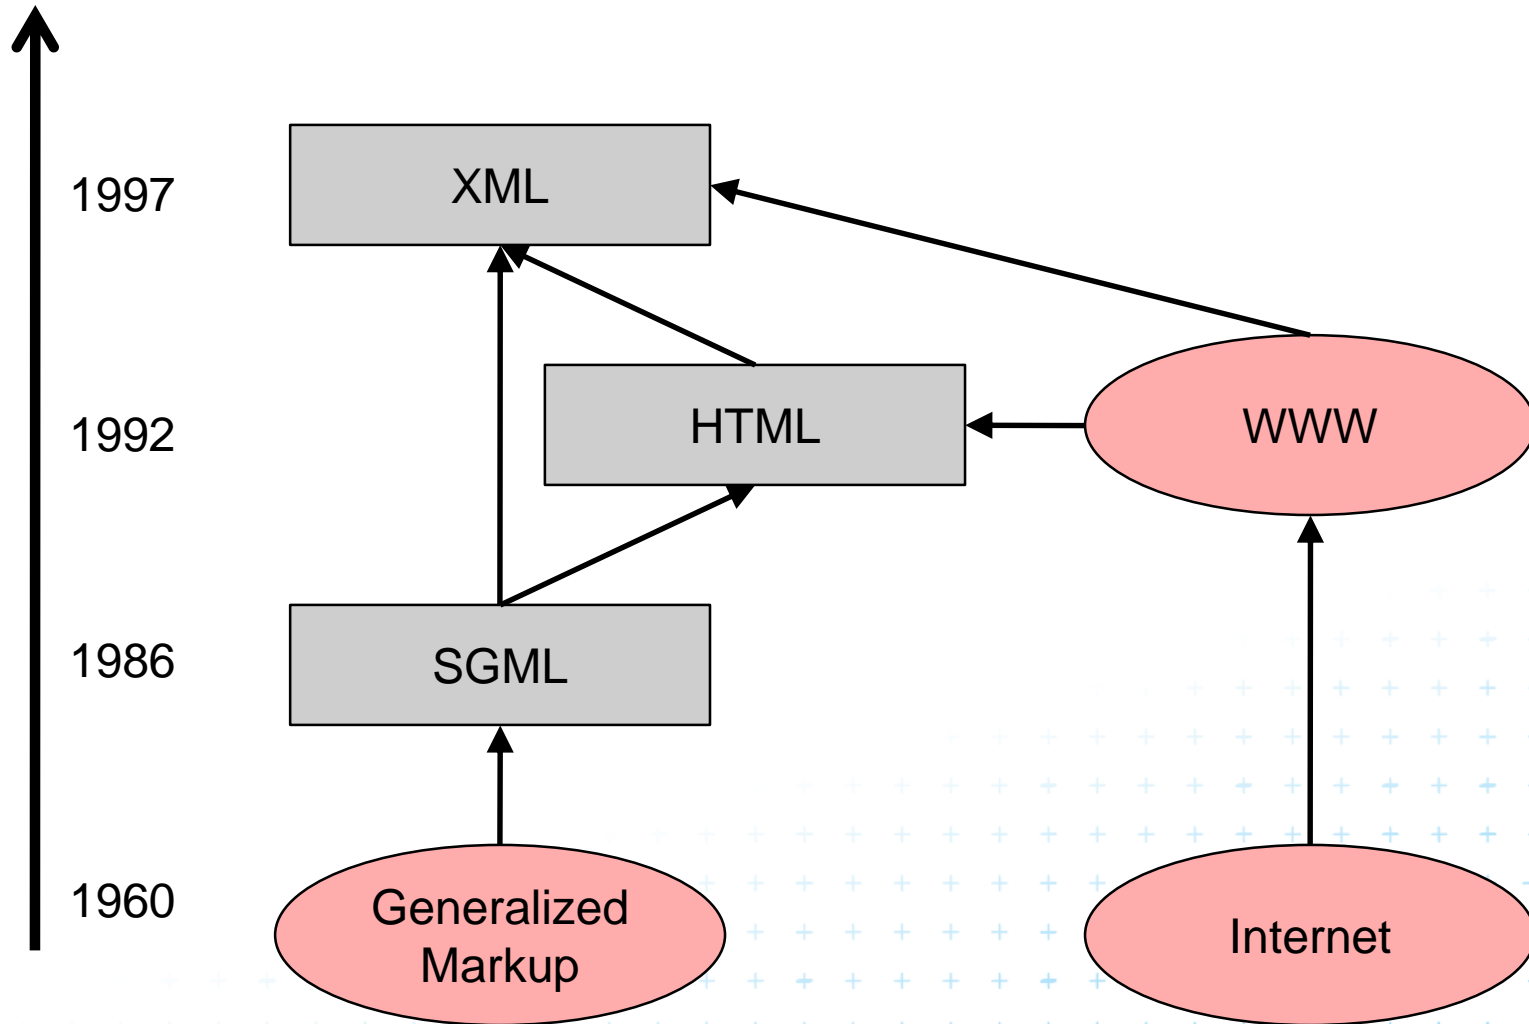 1997
XML
1992
HTML
WWW
1986
SGML
1960
Generalized
Markup
Internet